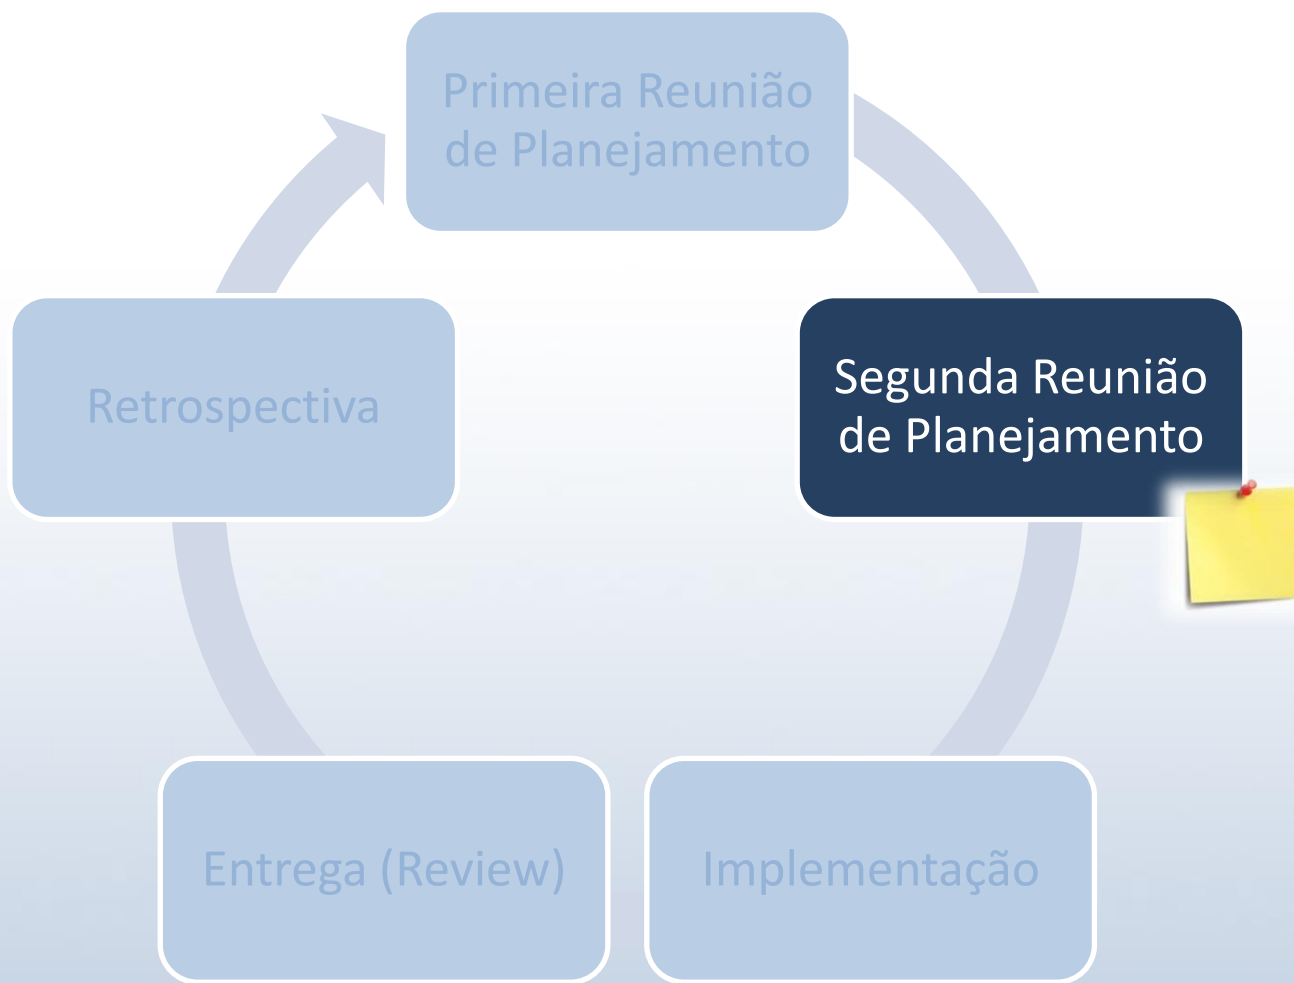 Primeira Reunião
de Planejamento
Segunda Reunião
de Planejamento
Implementação
Entrega (Review)
Retrospectiva